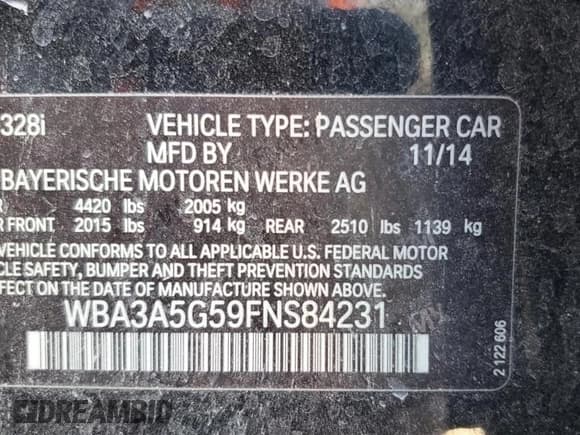 328i VEHICLE TYPE: PASSENGER CAR
MFD BY 11/14
BAYERISCHE MOTOREN WERKE AG
R 4420 lbs 2005 kg
R FRONT 2015 lbs 914 kg REAR 2510 lbs 1139 kg
VEHICLE CONFORMS TO ALL APPLICABLE U.S. FEDERAL MOTOR
CLE SAFETY, BUMPER AND THEFT PREVENTION STANDARDS
FECT ON THE DATE OF MANUFACTURE SHOWN ABOVE.
WBA3A5G59FNS84231
2 122 606
DREAMBID